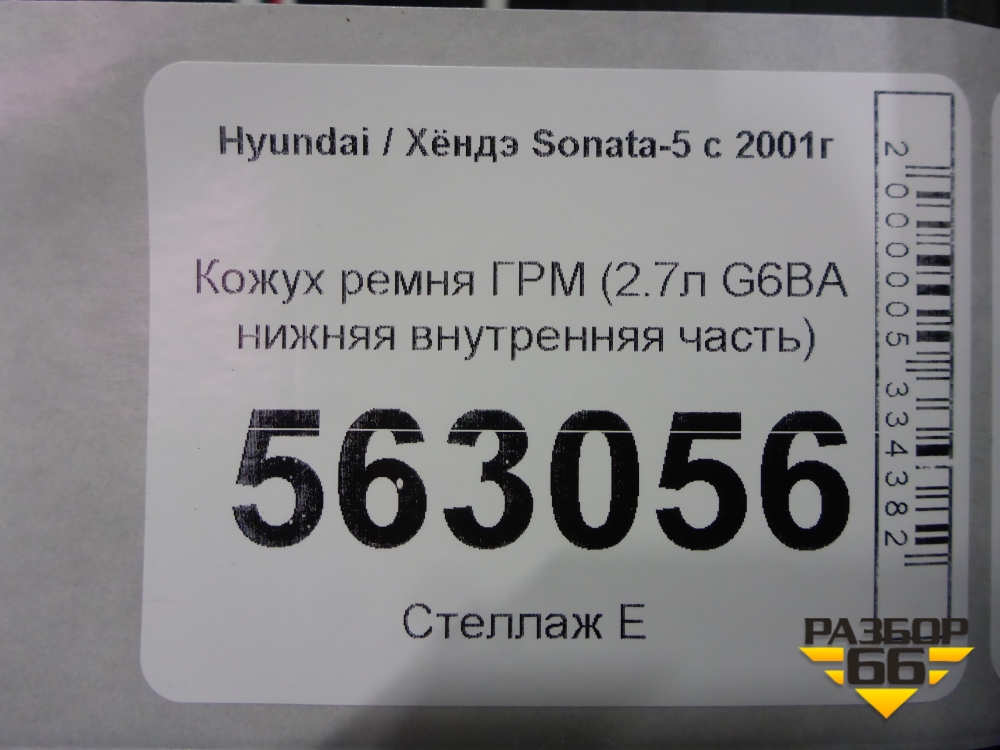 Hyundai / Хёндэ Sonata-5 с 2001г
Кожух ремня ГРМ (2.7л G6BA
нижняя внутренняя часть)
563056
Стеллаж Е
2000005334382
РАЗБОР
66